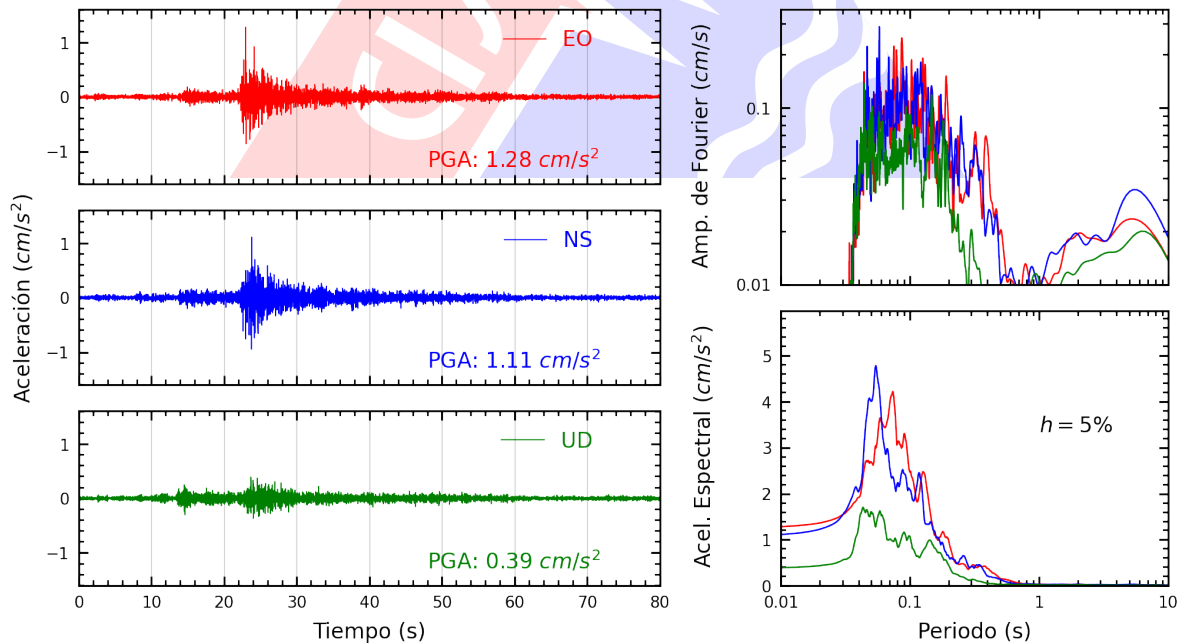 Aceleración (cm/s²)
1
0
−1
EO
PGA: 1.28 cm/s²
1
0
−1
NS
PGA: 1.11 cm/s²
1
0
−1
UD
PGA: 0.39 cm/s²
0 10 20 30 40 50 60 70 80
Tiempo (s)
Amp. de Fourier (cm/s)
0.1
0.01
Acel. Espectral (cm/s²)
5
4
3
2
1
0
h = 5%
0.01 0.1 1 10
Periodo (s)